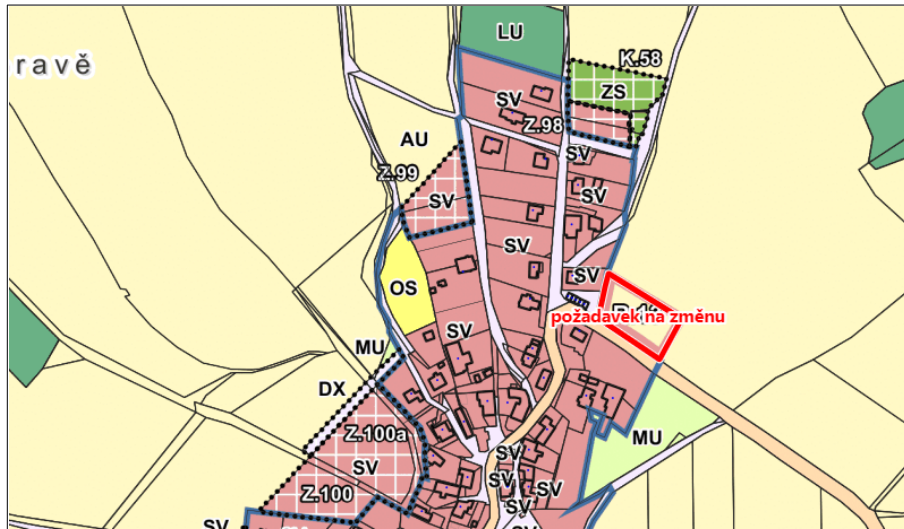 LU
K.58
ravě
ZS
SV
Z.98
AU
SV
Z.99
SV
SV
SV
OS
SV
požadavek na změnu
SV
MU
DX
MU
Z.100a
SV
SV
Z.100
SV
SV
SV
SV